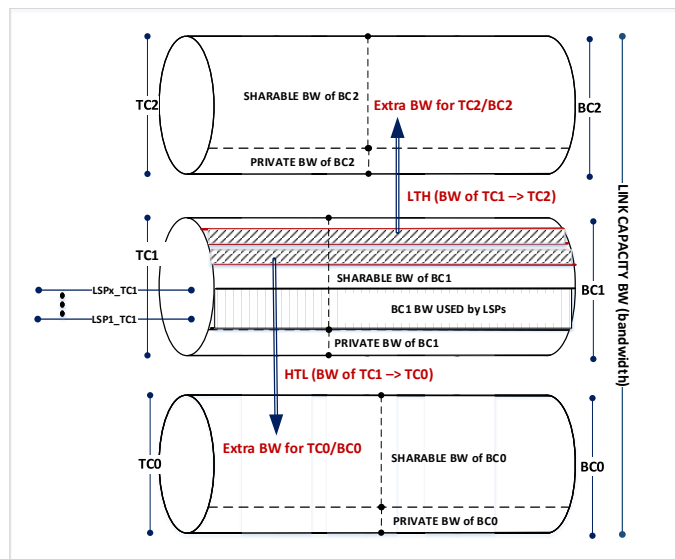 TC2
SHARABLE BW of BC2
Extra BW for TC2/BC2
PRIVATE BW of BC2
BC2
LTH (BW of TC1 –> TC2)
LINK CAPACITY BW (bandwidth)
TC1
SHARABLE BW of BC1
BC1
LSPx_TC1
BC1 BW USED by LSPs
LSP1_TC1
PRIVATE BW of BC1
HTL (BW of TC1 –> TC0)
TC0
Extra BW for TC0/BC0
SHARABLE BW of BC0
BC0
PRIVATE BW of BC0